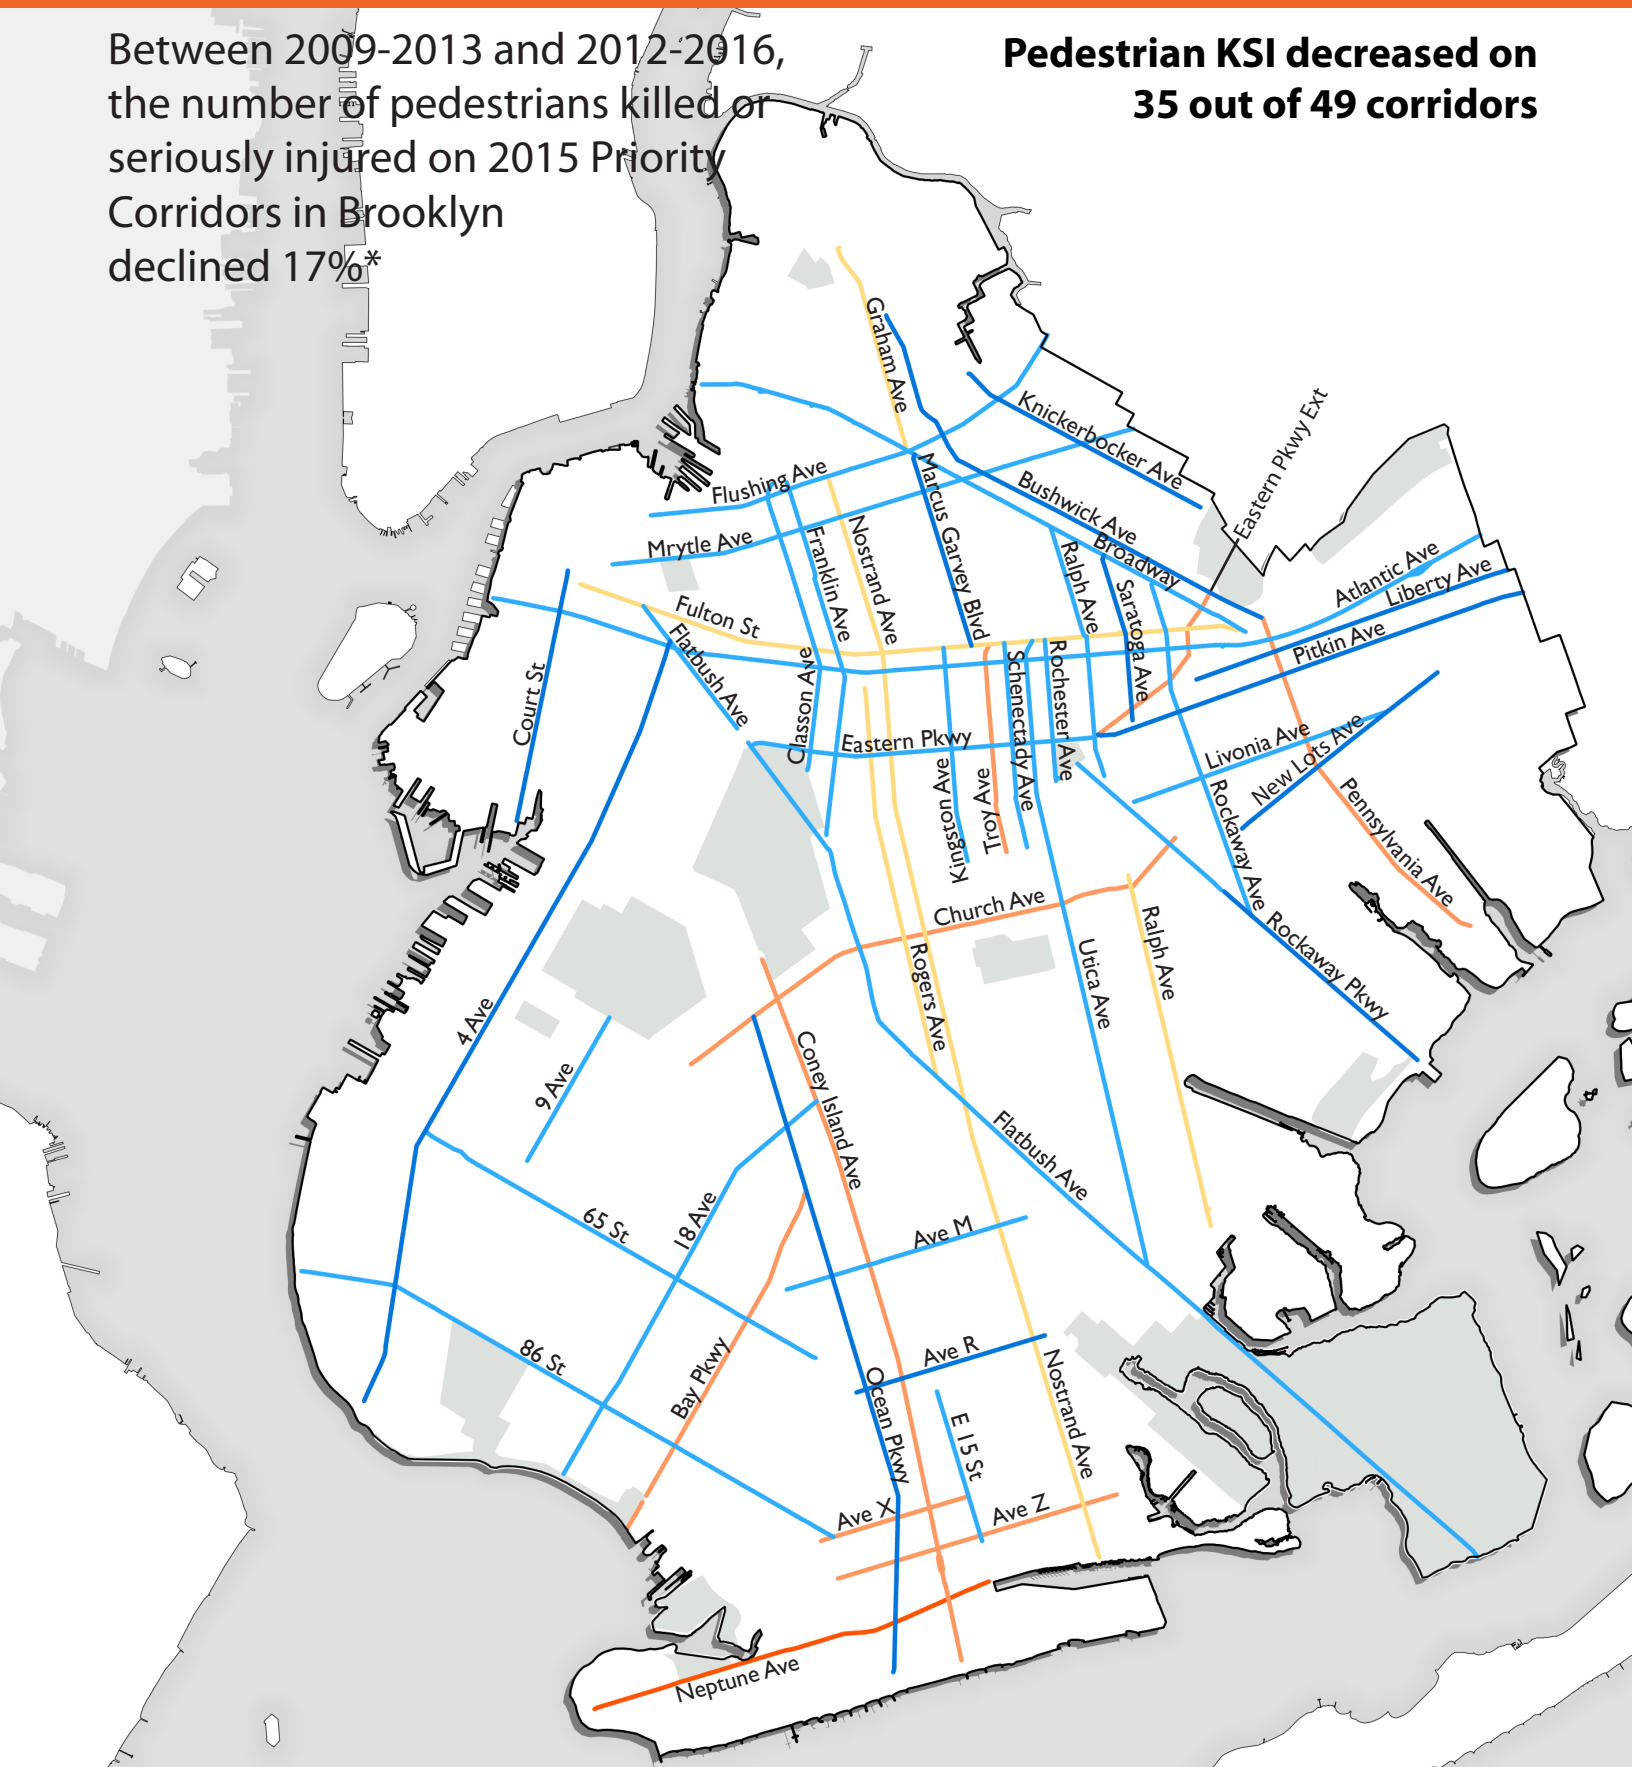 Between 2009-2013 and 2012-2016,
the number of pedestrians killed or
seriously injured on 2015 Priority
Corridors in Brooklyn
declined 17%*
Pedestrian KSI decreased on
35 out of 49 corridors
Graham Ave
Knickerbocker Ave
Eastern Pkwy Ext
Flushing Ave
Marcus Garvey Blvd
Bushwick Ave
Mrytle Ave
Franklin Ave
Nostrand Ave
Ralph Ave
Broadway
Atlantic Ave
Liberty Ave
Saratoga Ave
Fulton St
Flatbush Ave
Pitkin Ave
Court St
Classon Ave
Schenectady Ave
Rochester Ave
Eastern Pkwy
Livonia Ave
New Lots Ave
Kingston Ave
Troy Ave
Rockaway Ave
Pennsylvania Ave
Church Ave
Ralph Ave
Rockaway Pkwy
Utica Ave
Rogers Ave
4 Ave
9 Ave
Coney Island Ave
Flatbush Ave
65 St
18 Ave
Ave M
86 St
Bay Pkwy
Ave R
Ocean Pkwy
Nostrand Ave
E 15 St
Ave X
Ave Z
Neptune Ave